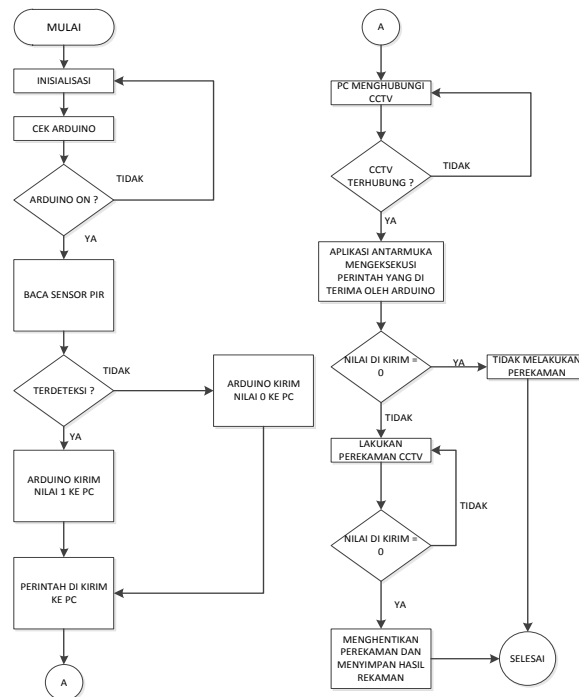 MULAI
INISIALISASI
CEK ARDUINO
TIDAK
ARDUINO ON ?
YA
BACA SENSOR PIR
TIDAK
TERDETEKSI ?
ARDUINO KIRIM
NILAI 0 KE PC
YA
ARDUINO KIRIM
NILAI 1 KE PC
PERINTAH DI KIRIM
KE PC
A
A
PC MENGHUBUNGI
CCTV
CCTV
TERHUBUNG ?
TIDAK
YA
APLIKASI ANTARMUKA
MENGEKSEKUSI
PERINTAH YANG DI
TERIMA OLEH ARDUINO
NILAI DI KIRIM =
0
YA
TIDAK MELAKUKAN
PEREKAMAN
TIDAK
LAKUKAN
PEREKAMAN CCTV
TIDAK
NILAI DI KIRIM =
0
YA
MENGHENTIKAN
PEREKAMAN DAN
MENYIMPAN HASIL
REKAMAN
SELESAI